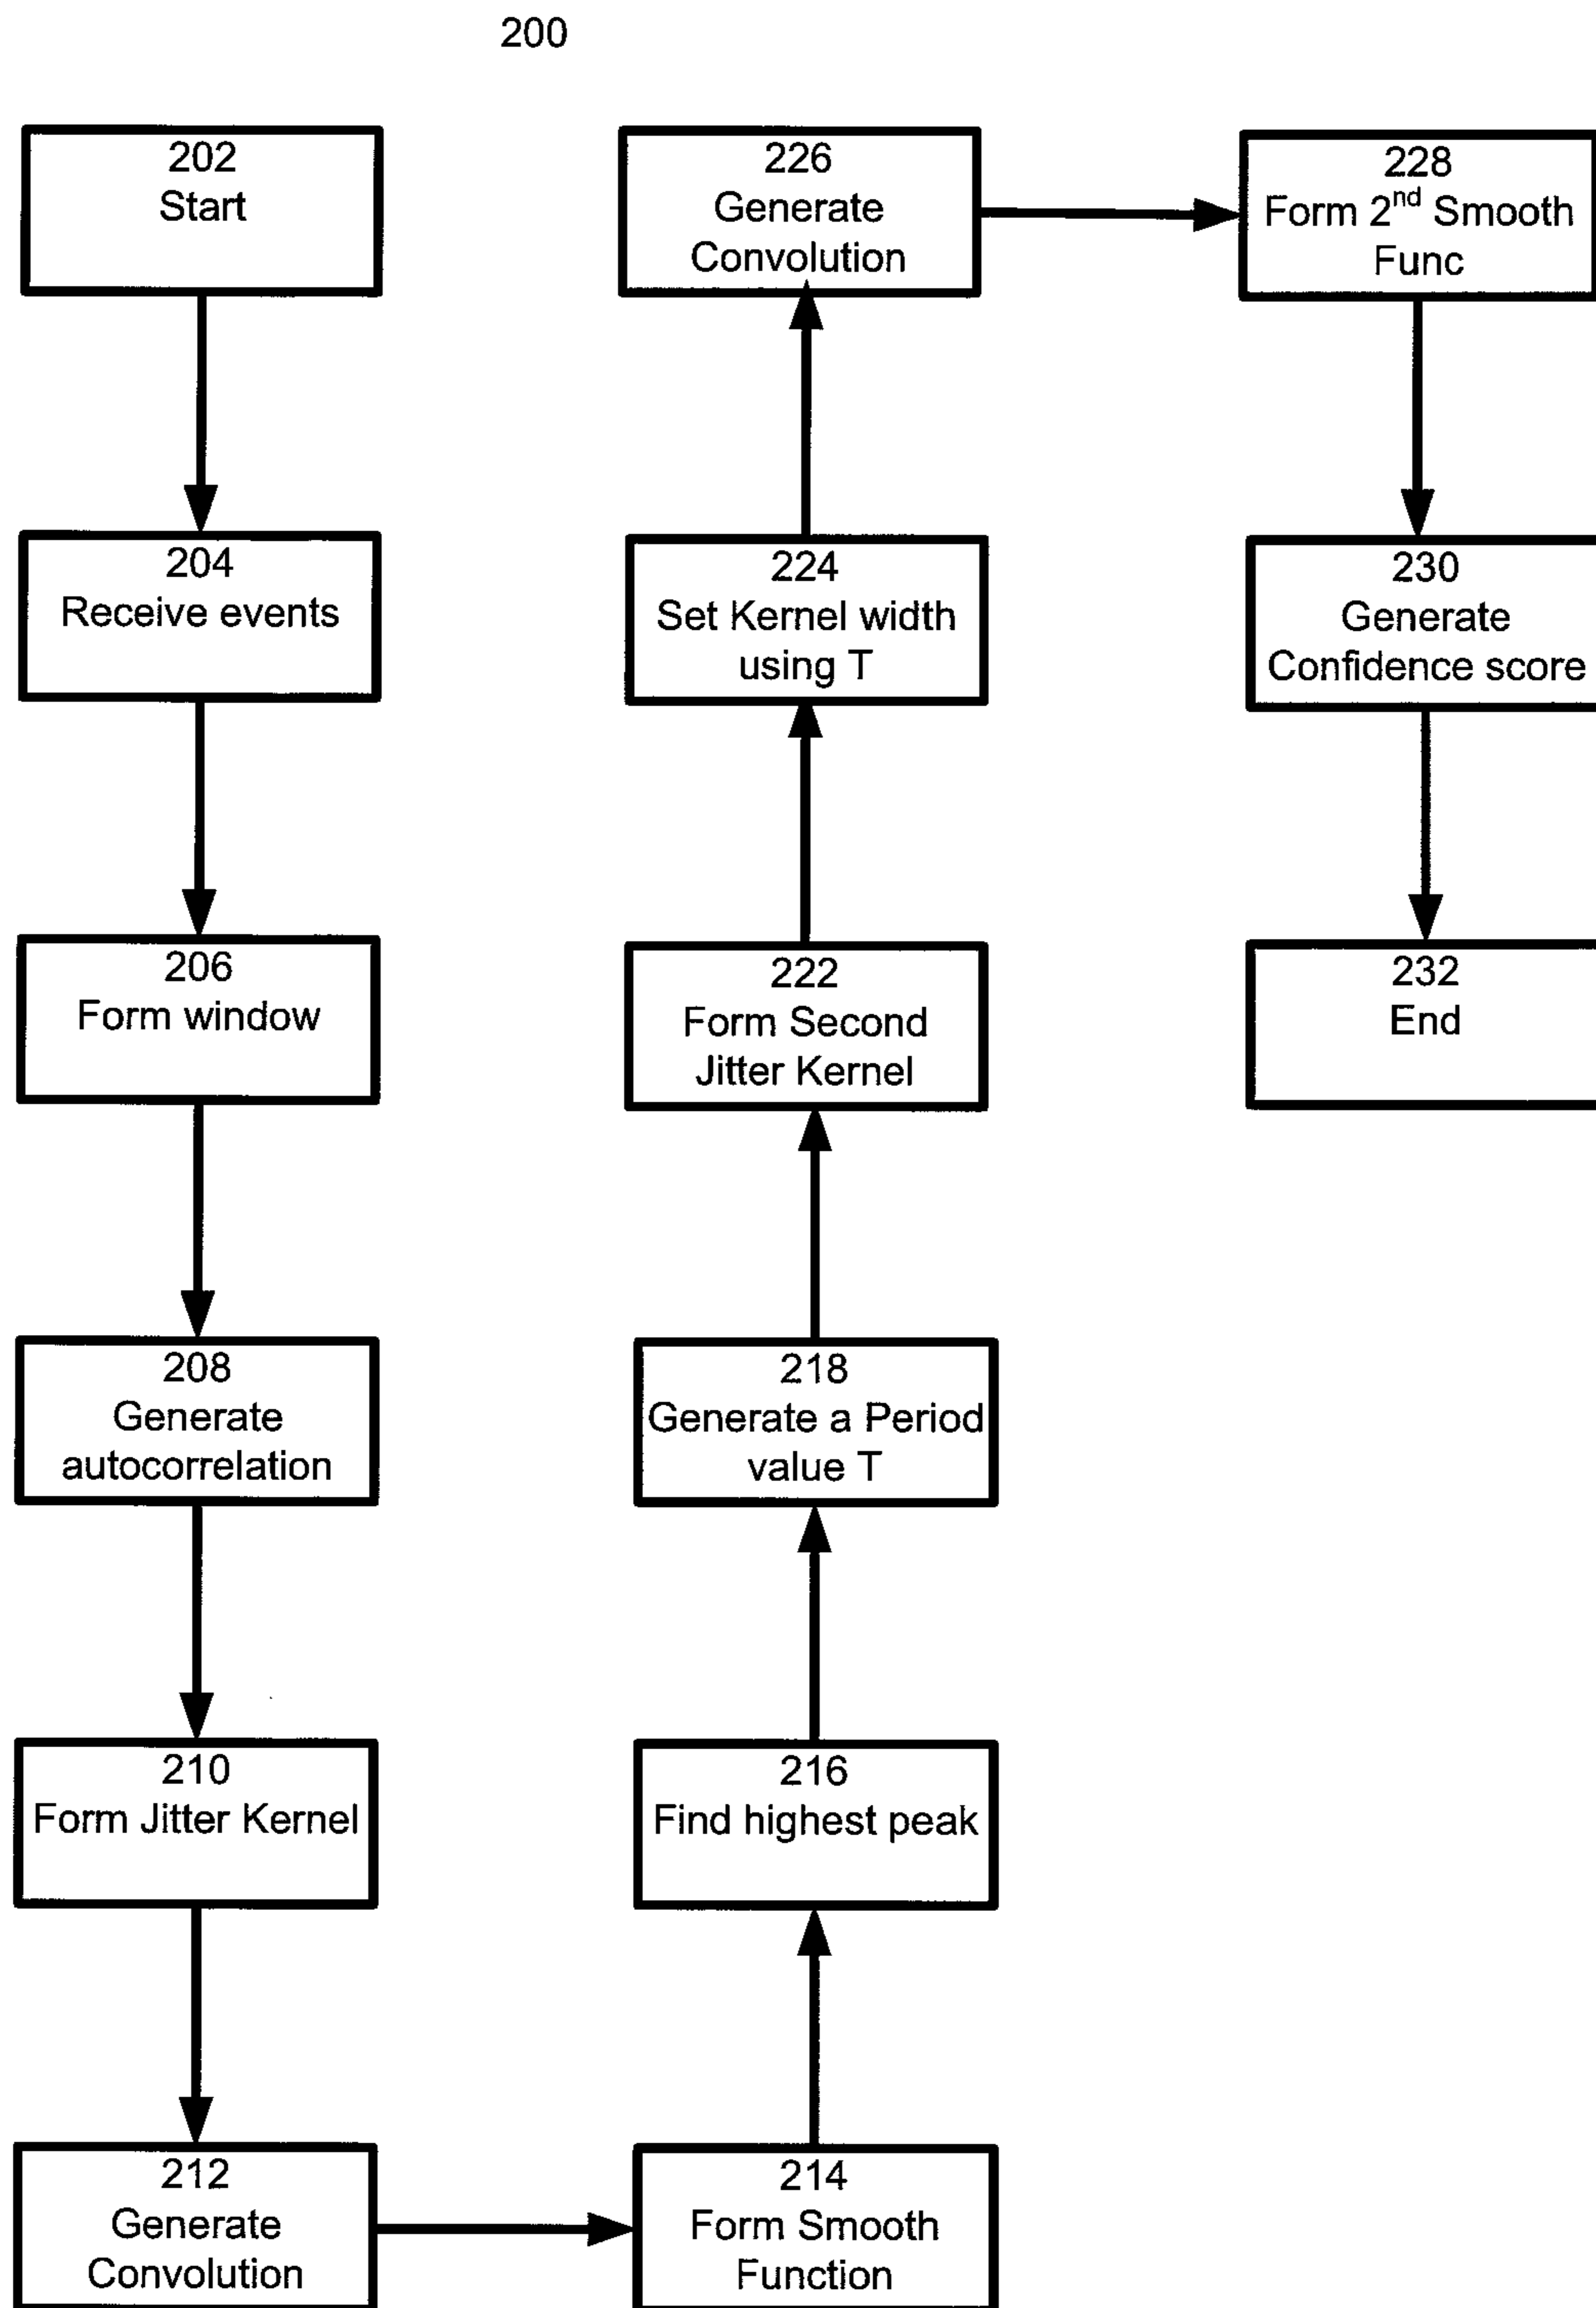 200
202
Start
204
Receive events
206
Form window
208
Generate
autocorrelation
210
Form Jitter Kernel
212
Generate
Convolution
214
Form Smooth
Function
216
Find highest peak
218
Generate a Period
value T
222
Form Second
Jitter Kernel
224
Set Kernel width
using T
226
Generate
Convolution
228
Form 2nd Smooth
Func
230
Generate
Confidence score
232
End